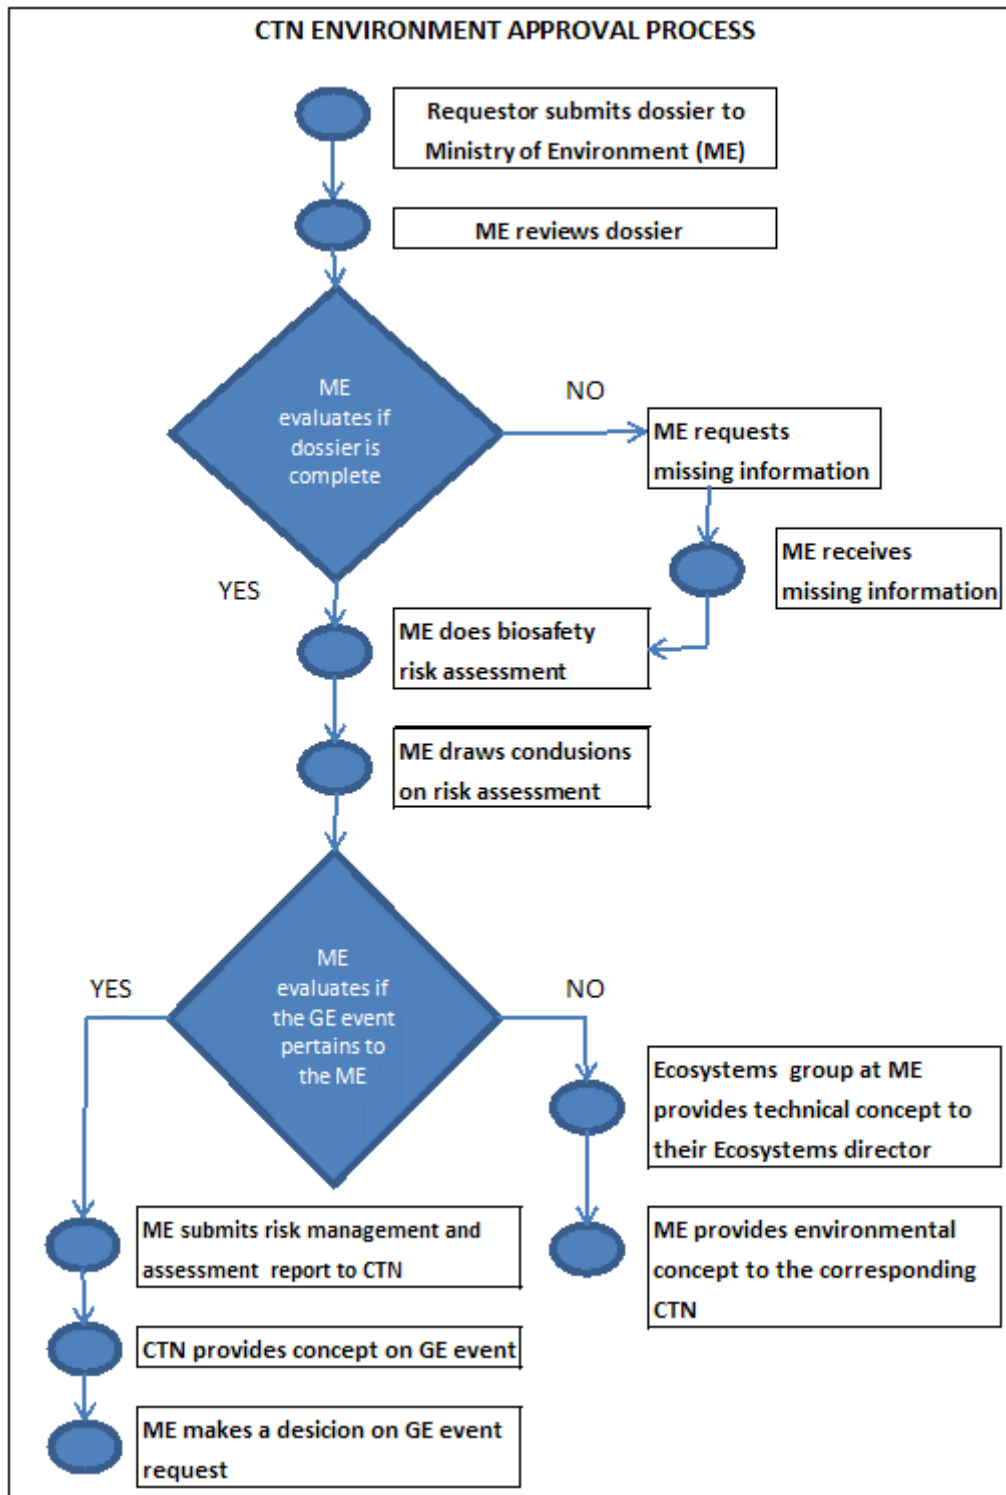 CTN ENVIRONMENT APPROVAL PROCESS
Requestor submits dossier to
Ministry of Environment (ME)
ME reviews dossier
ME
evaluates if
dossier is
complete
NO
ME requests
missing information
ME receives
missing information
YES
ME does biosafety
risk assessment
ME draws condusions
on risk assessment
ME
evaluates if
the GE event
pertains to
the ME
YES
NO
Ecosystems group at ME
provides technical concept to
their Ecosystems director
ME submits risk management and
assessment report to CTN
ME provides environmental
concept to the corresponding
CTN
CTN provides concept on GE event
ME makes a desicion on GE event
request